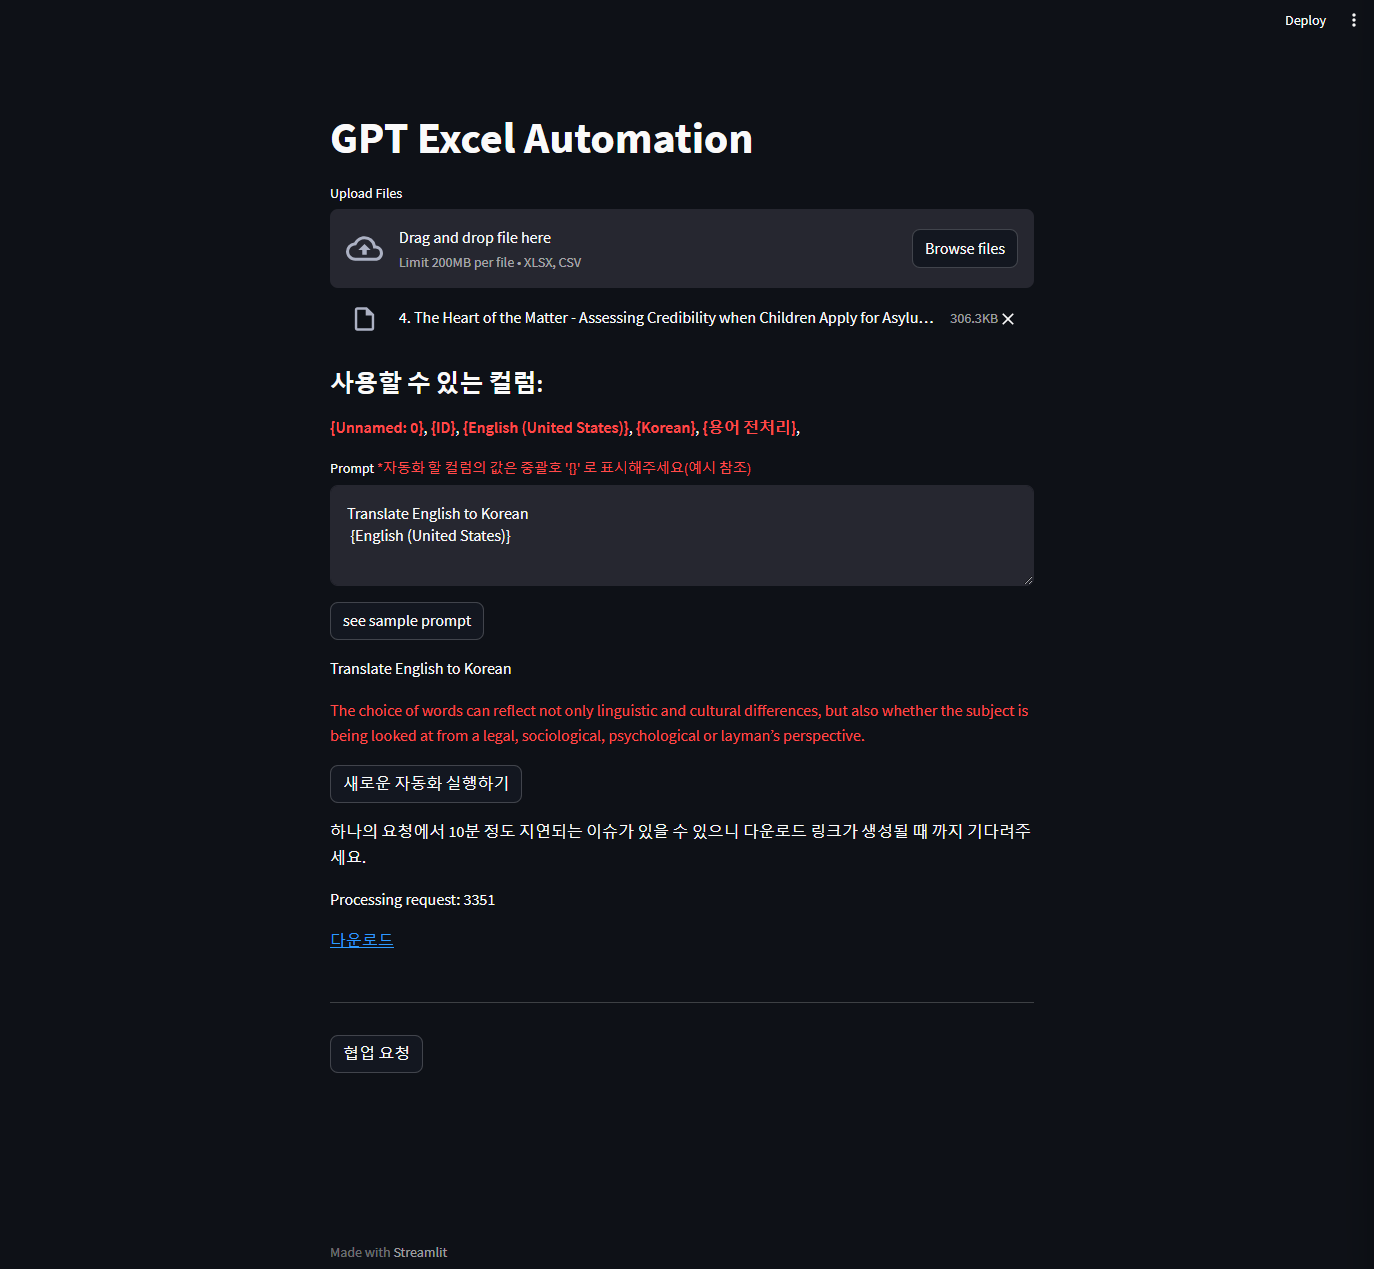 Deploy
GPT Excel Automation
Upload Files
Drag and drop file here
Limit 200MB per file • XLSX, CSV
Browse files
4. The Heart of the Matter - Assessing Credibility when Children Apply for Asylu... 306.3KB
사용할 수 있는 컬럼:
{Unnamed: 0}, {ID}, {English (United States)}, {Korean}, {용어 전처리},
Prompt *자동화 할 컬럼의 값은 중괄호 '{}' 로 표시해주세요(예시 참조)
Translate English to Korean
{English (United States)}
see sample prompt
Translate English to Korean
The choice of words can reflect not only linguistic and cultural differences, but also whether the subject is
being looked at from a legal, sociological, psychological or layman’s perspective.
새로운 자동화 실행하기
하나의 요청에서 10분 정도 지연되는 이슈가 있을 수 있으니 다운로드 링크가 생성될 때 까지 기다려주
세요.
Processing request: 3351
다운로드
협업 요청
Made with Streamlit